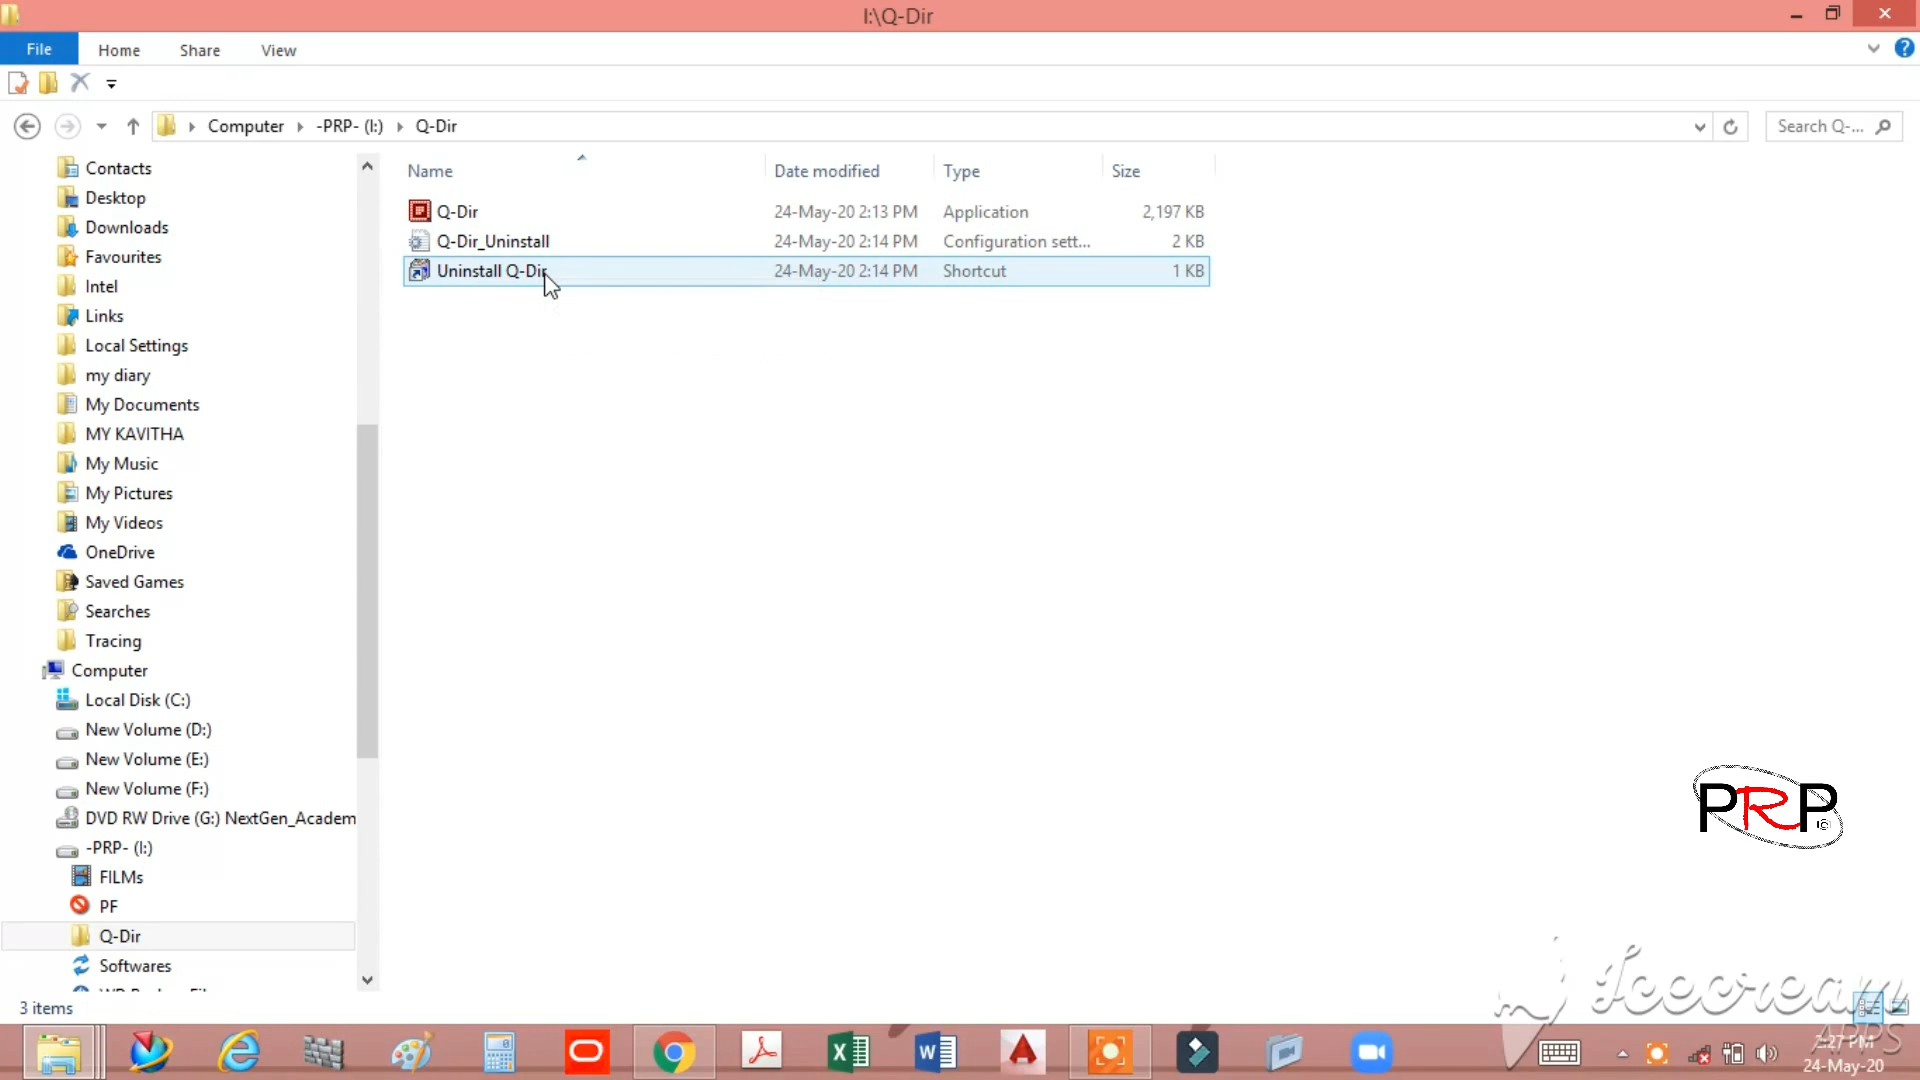 I:\Q-Dir
File Home Share View
Computer -PRP- (I:) Q-Dir
Search Q-...
Name Date modified Type Size
Q-Dir 24-May-20 2:13 PM Application 2,197 KB
Q-Dir_Uninstall 24-May-20 2:14 PM Configuration sett... 2 KB
Uninstall Q-Dir 24-May-20 2:14 PM Shortcut 1 KB
Contacts
Desktop
Downloads
Favourites
Intel
Links
Local Settings
my diary
My Documents
MY KAVITHA
My Music
My Pictures
My Videos
OneDrive
Saved Games
Searches
Tracing
Computer
Local Disk (C:)
New Volume (D:)
New Volume (E:)
New Volume (F:)
DVD RW Drive (G:) NextGen_Academ
-PRP- (I:)
FILMs
PF
Q-Dir
Softwares
3 items
PRP©
Icecream
APPS
2:27 PM
24-May-20